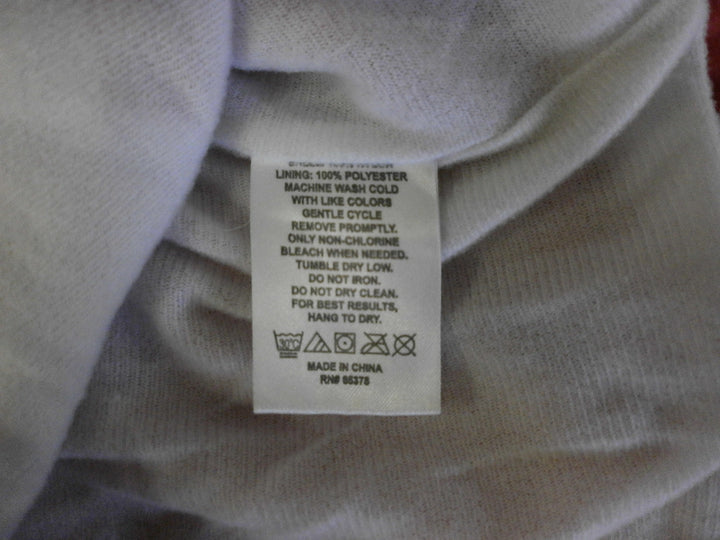 LINING: 100% POLYESTER
MACHINE WASH COLD
WITH LIKE COLORS
GENTLE CYCLE
REMOVE PROMPTLY.
ONLY NON-CHLORINE
BLEACH WHEN NEEDED.
TUMBLE DRY LOW.
DO NOT IRON.
DO NOT DRY CLEAN.
FOR BEST RESULTS,
HANG TO DRY.
30°C
MADE IN CHINA
RN#